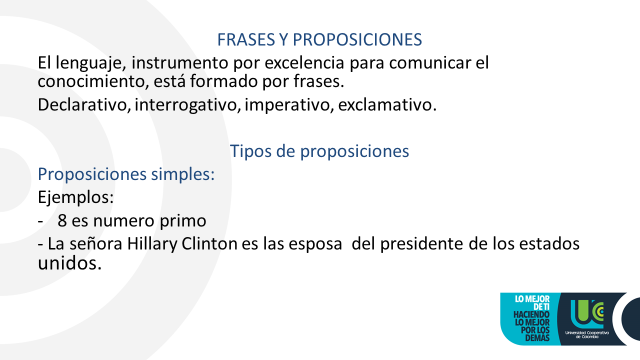 FRASES Y PROPOSICIONES
El lenguaje, instrumento por excelencia para comunicar el
conocimiento, está formado por frases.
Declarativo, interrogativo, imperativo, exclamativo.
Tipos de proposiciones
Proposiciones simples:
Ejemplos:
- 8 es numero primo
- La señora Hillary Clinton es las esposa del presidente de los estados
unidos.
LO MEJOR
DE TI
HACIENDO
LO MEJOR
POR LOS
DEMÁS
UCC
Universidad Cooperativa
de Colombia